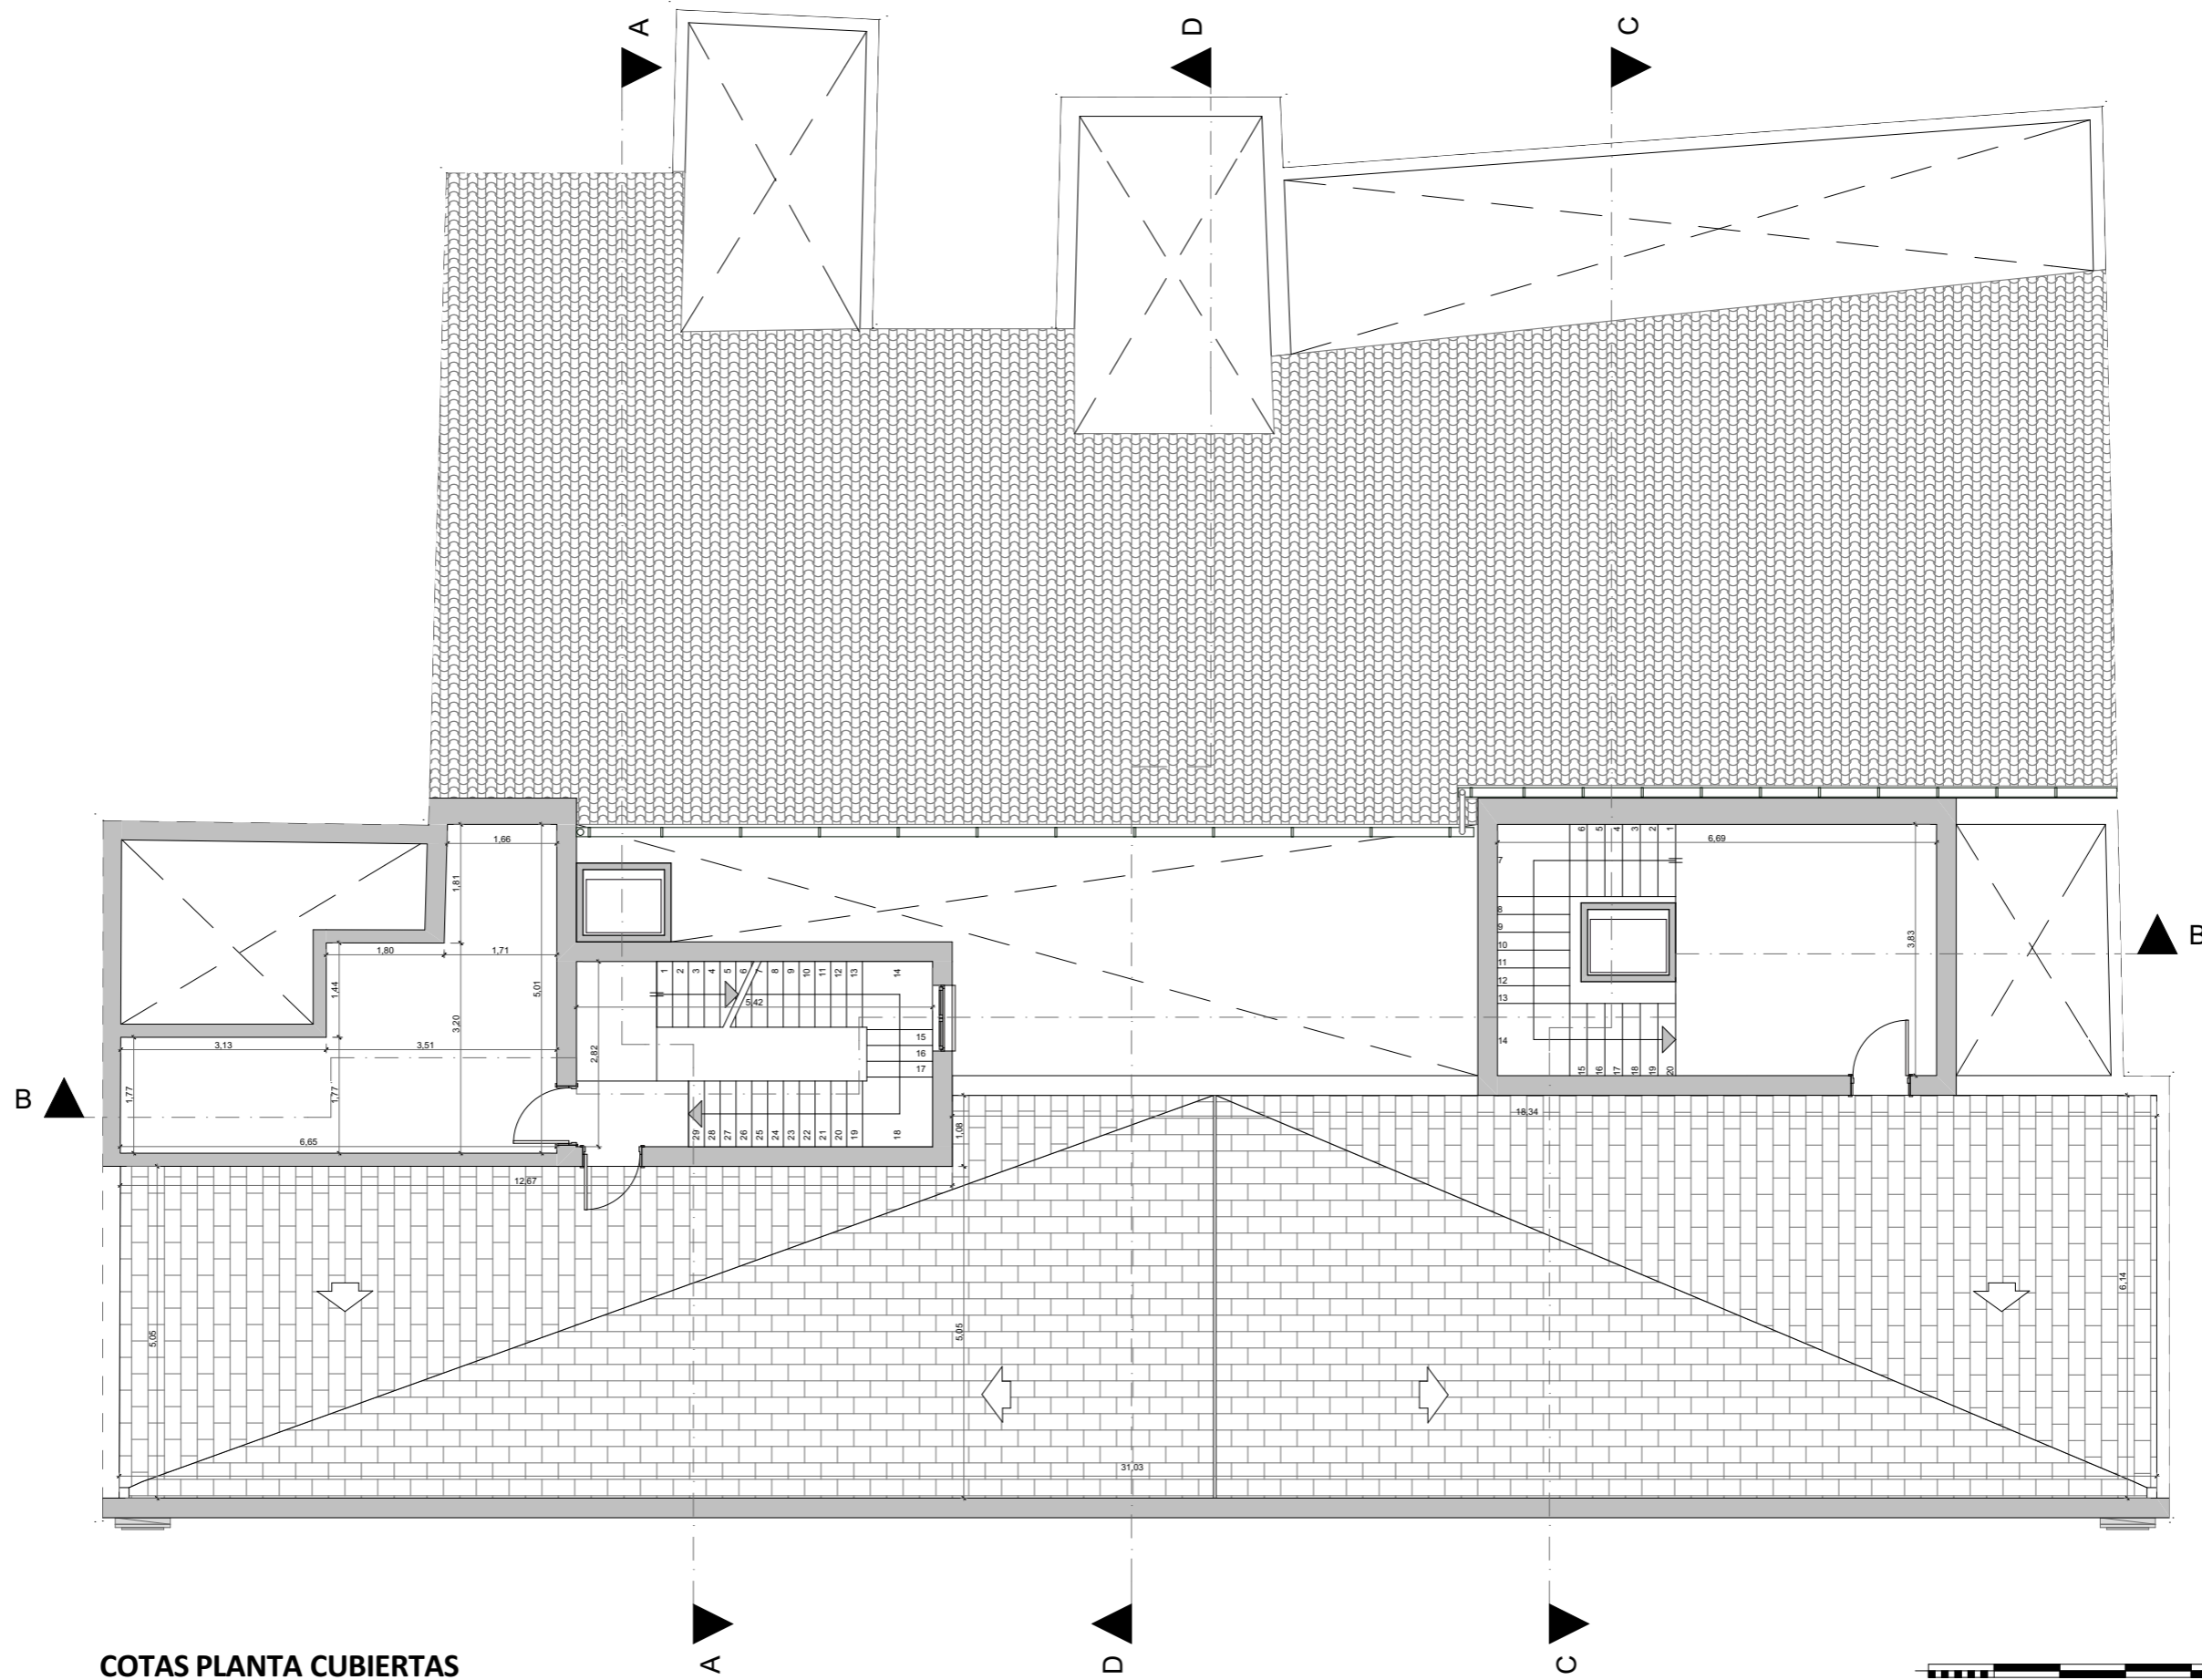 A
D
C
1,66
1,81
1,80
1,71
1,44
5,01
3,20
3,13
3,51
1,77
1,77
6,65
2,82
5,42
1 2 3 4 5 6 7 8 9 10 11 12 13 14
15
16
17
29 28 27 26 25 24 23 22 21 20 19 18
6 5 4 3 2 1
7
8
9
10
11
12
13
14
15 16 17 18 19 20
6,69
3,83
B
B
1,08
18,34
12,67
5,05
5,05
6,14
31,03
A
D
C
COTAS PLANTA CUBIERTAS